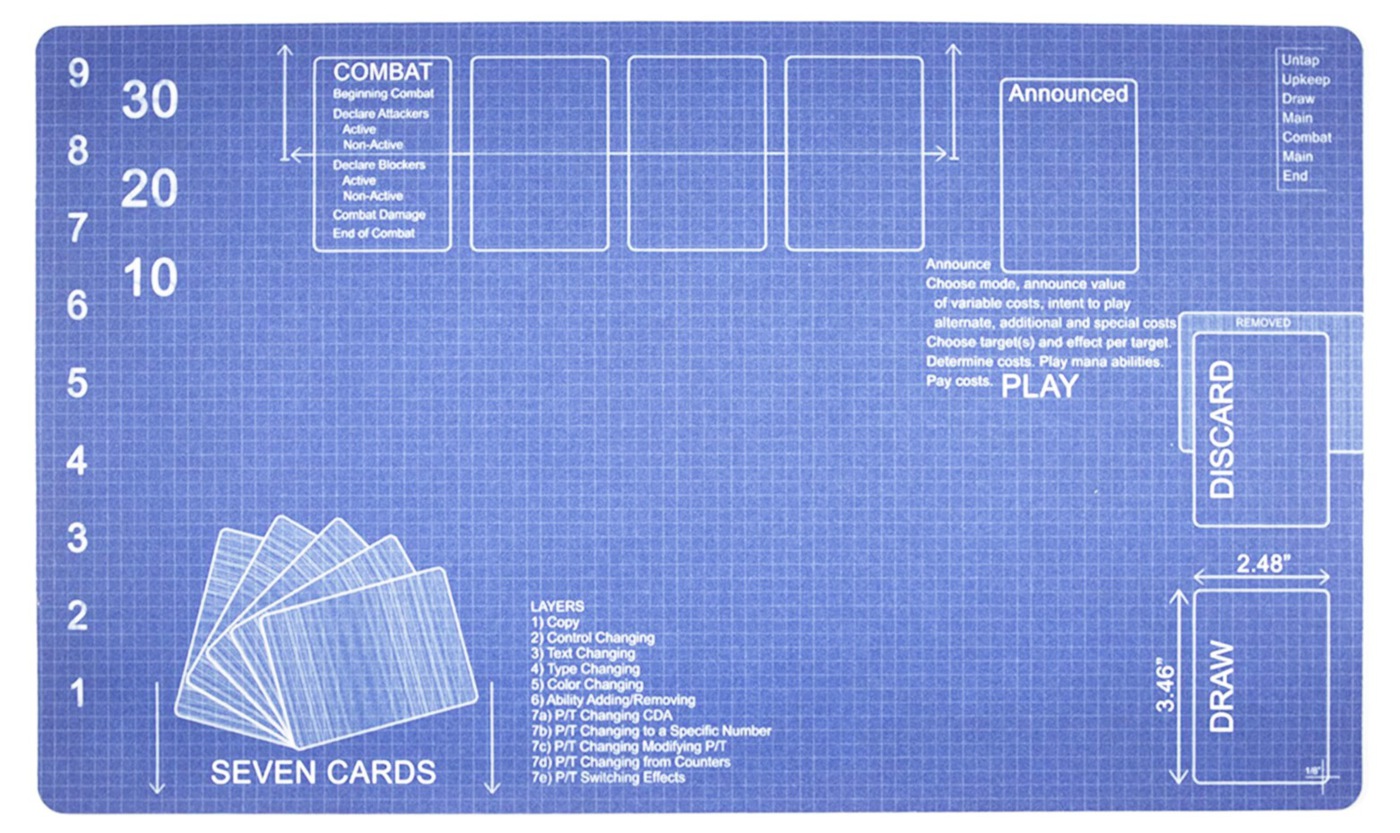 9
8
7
6
5
4
3
2
1
30
20
10
COMBAT
Beginning Combat
Declare Attackers
Active
Non-Active
Declare Blockers
Active
Non-Active
Combat Damage
End of Combat
Announced
Announce
Choose mode, announce value
of variable costs, intent to play
alternate, additional and special costs
Choose target(s) and effect per target.
Determine costs. Play mana abilities.
Pay costs. PLAY
Untap
Upkeep
Draw
Main
Combat
Main
End
REMOVED
DISCARD
2.48”
3.46”
DRAW
1/8"
SEVEN CARDS
LAYERS
1) Copy
2) Control Changing
3) Text Changing
4) Type Changing
5) Color Changing
6) Ability Adding/Removing
7a) P/T Changing CDA
7b) P/T Changing to a Specific Number
7c) P/T Changing Modifying P/T
7d) P/T Changing from Counters
7e) P/T Switching Effects